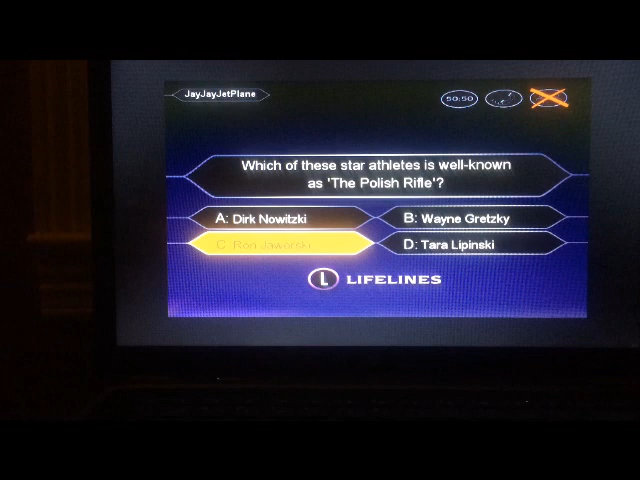 JayJayJetPlane
50:50
Which of these star athletes is well-known
as 'The Polish Rifle'?
A: Dirk Nowitzki
B: Wayne Gretzky
C: Ron Jaworski
D: Tara Lipinski
L LIFELINES